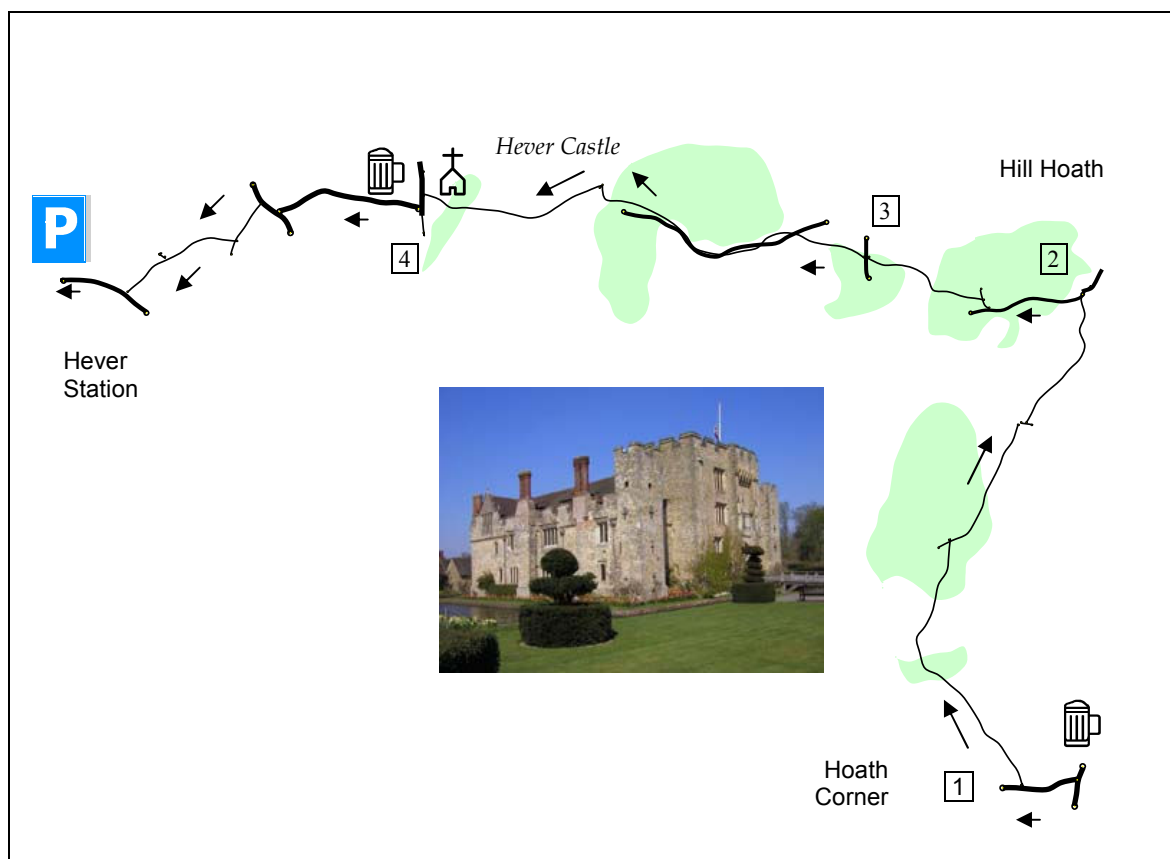 Hever Castle
Hill Hoath
P
3
4
2
Hever
Station
Hoath
Corner
1